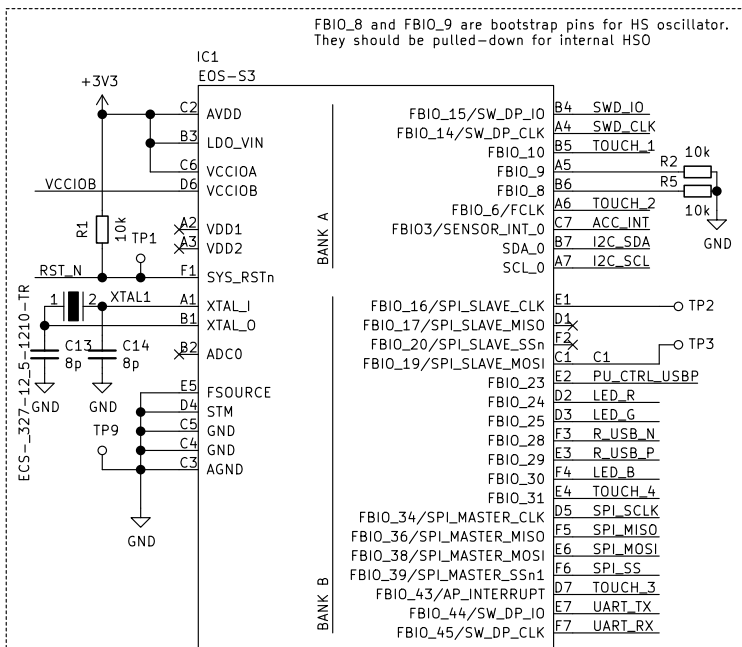 FBIO_8 and FBIO_9 are bootstrap pins for HS oscillator.
They should be pulled-down for internal HSO
IC1
EOS-S3
+3V3
C2 AVDD
B3 LDO_VIN
C6 VCCIOA
VCCIOB D6 VCCIOB
A2 VDD1
A3 VDD2
R1 10k
TP1
RST_N F1 SYS_RSTn
1 2 XTAL1
A1 XTAL_I
B1 XTAL_O
ECS-_327-12_5-1210-TR
C13 8p
C14 8p
B2 ADC0
GND
GND
E5 FSOURCE
D4 STM
C5 GND
C4 GND
C3 AGND
TP9
GND
BANK A
FBIO_15/SW_DP_IO B4 SWD_IO
FBIO_14/SW_DP_CLK A4 SWD_CLK
FBIO_10 B5 TOUCH_1
FBIO_9 A5 R2 10k
FBIO_8 B6 R5 10k
FBIO_6/FCLK A6 TOUCH_2
FBIO3/SENSOR_INT_0 C7 ACC_INT
SDA_0 B7 I2C_SDA
SCL_0 A7 I2C_SCL
GND
BANK B
FBIO_16/SPI_SLAVE_CLK E1 TP2
FBIO_17/SPI_SLAVE_MISO D1
FBIO_20/SPI_SLAVE_SSn F2
FBIO_19/SPI_SLAVE_MOSI C1 C1 TP3
FBIO_23 E2 PU_CTRL_USBP
FBIO_24 D2 LED_R
FBIO_25 D3 LED_G
FBIO_28 F3 R_USB_N
FBIO_29 E3 R_USB_P
FBIO_30 F4 LED_B
FBIO_31 E4 TOUCH_4
FBIO_34/SPI_MASTER_CLK D5 SPI_SCLK
FBIO_36/SPI_MASTER_MISO F5 SPI_MISO
FBIO_38/SPI_MASTER_MOSI E6 SPI_MOSI
FBIO_39/SPI_MASTER_SSn1 F6 SPI_SS
FBIO_43/AP_INTERRUPT D7 TOUCH_3
FBIO_44/SW_DP_IO E7 UART_TX
FBIO_45/SW_DP_CLK F7 UART_RX